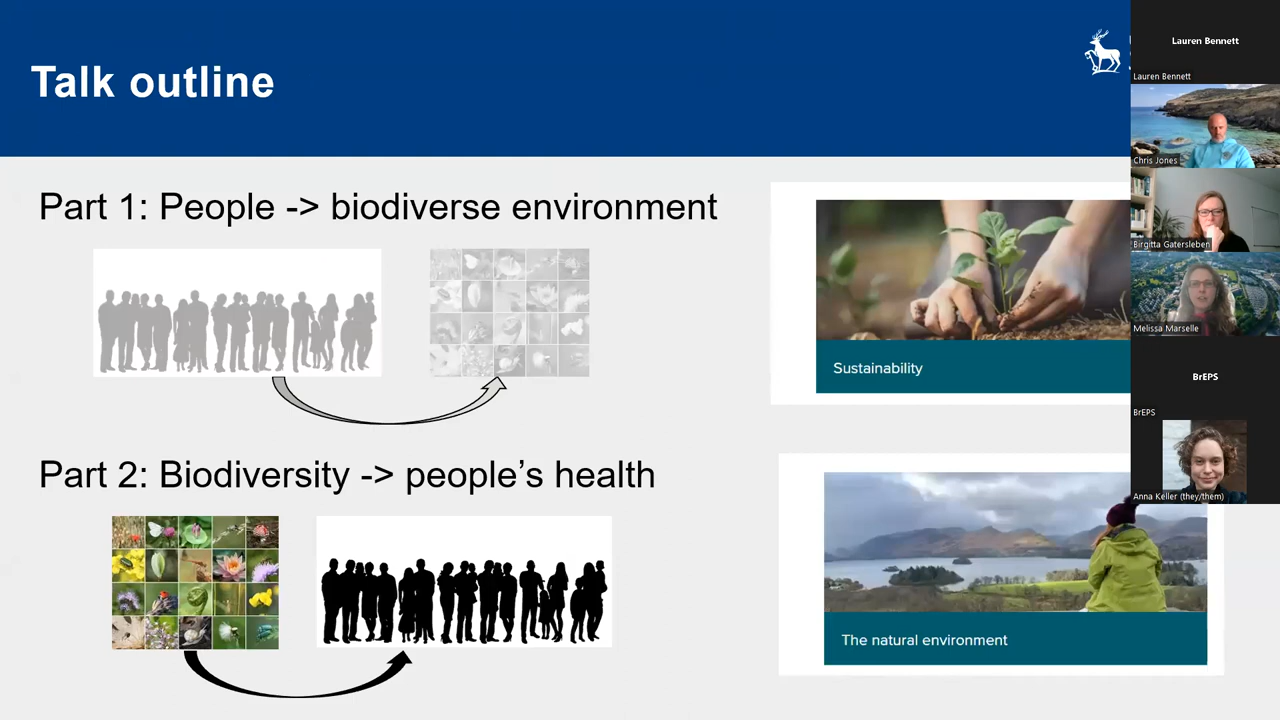 Talk outline
Part 1: People -> biodiverse environment
Sustainability
Part 2: Biodiversity -> people’s health
The natural environment
Lauren Bennett
Lauren Bennett
Chris Jones
Birgitta Gatersleben
Melissa Marselle
BrEPS
BrEPS
Anna Keller (they/them)